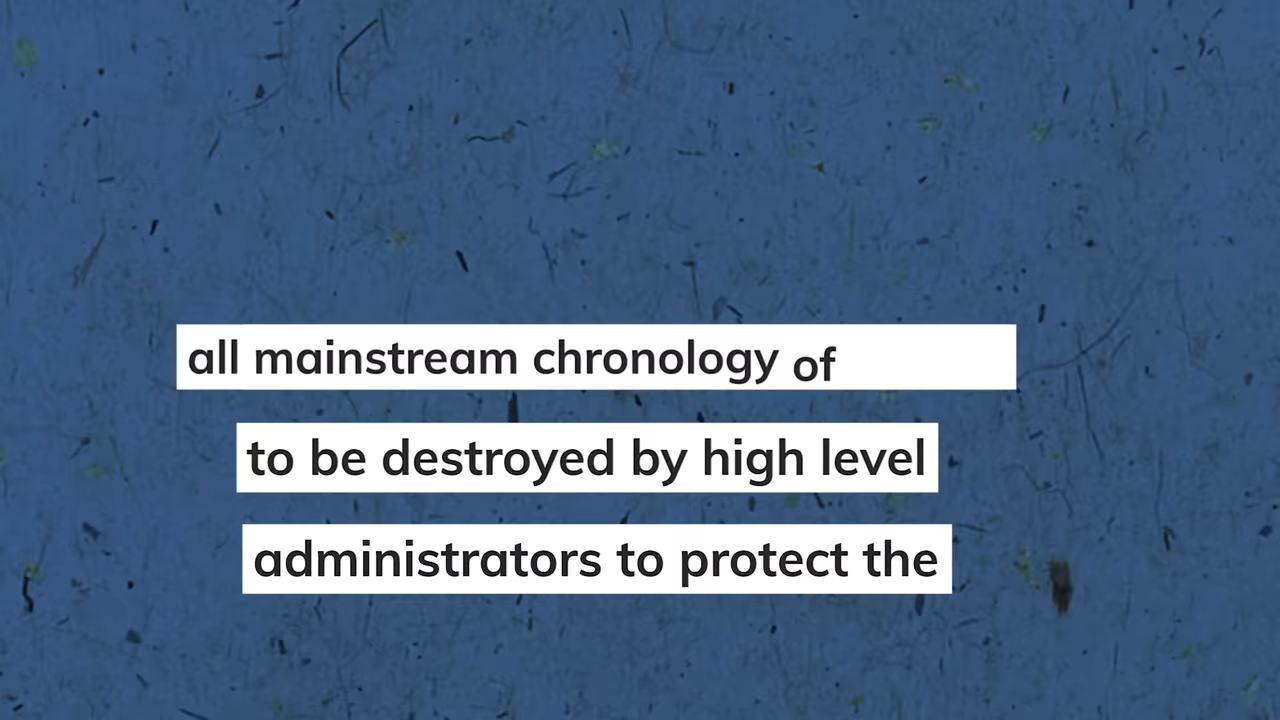 all mainstream chronology of
to be destroyed by high level
administrators to protect the